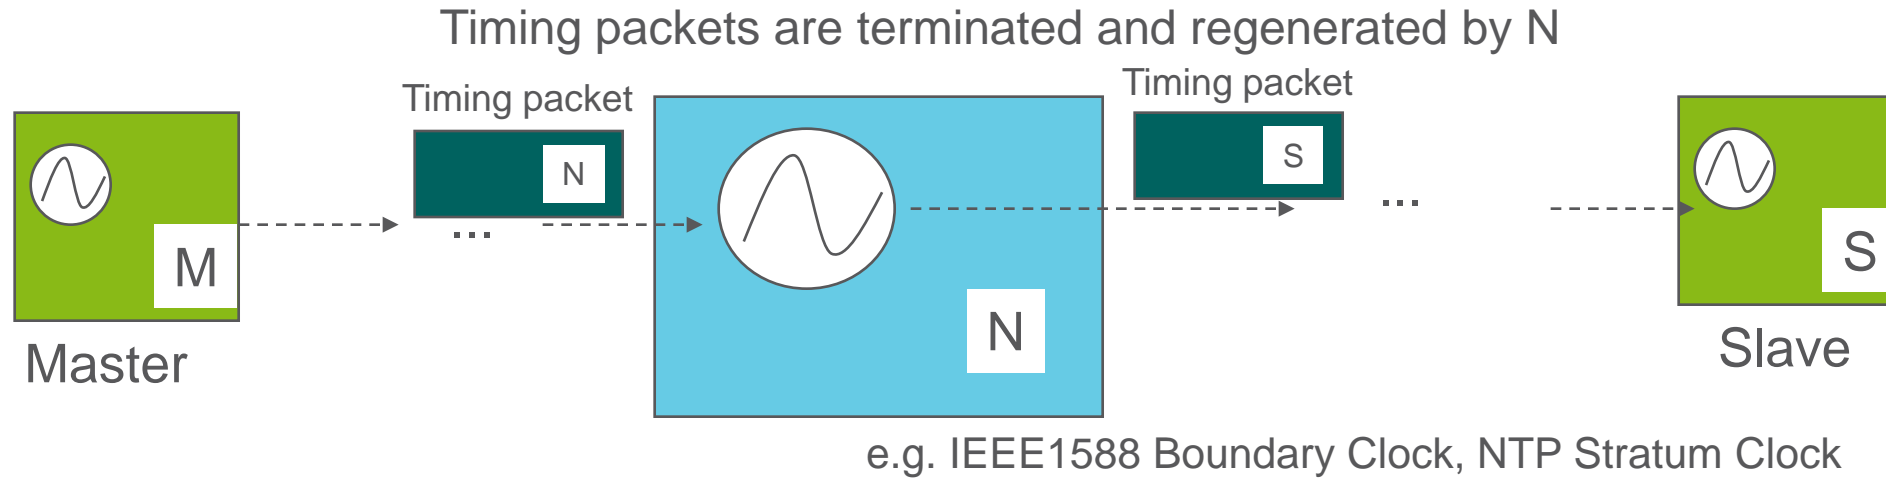 Timing packets are terminated and regenerated by N
Timing packet
Timing packet
N
S
...
...
M
N
S
Master
Slave
e.g. IEEE1588 Boundary Clock, NTP Stratum Clock